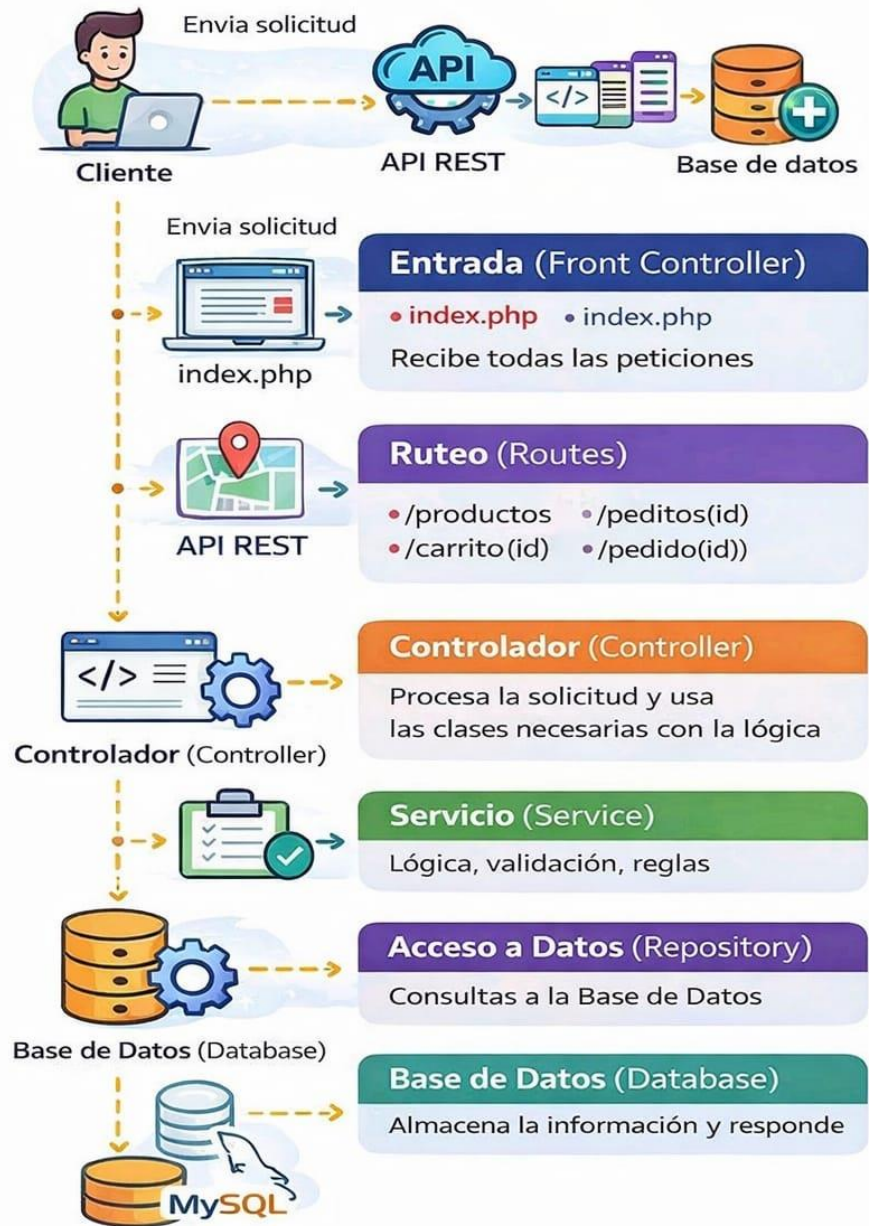 Envia solicitud
API
</>
Cliente
API REST
Base de datos
Envia solicitud
index.php
Entrada (Front Controller)
• index.php • index.php
Recibe todas las peticiones
API REST
Ruteo (Routes)
• /productos • /peditos(id)
• /carrito(id) • /pedido(id))
</>
Controlador (Controller)
Controlador (Controller)
Procesa la solicitud y usa
las clases necesarias con la lógica
Servicio (Service)
Lógica, validación, reglas
Base de Datos (Database)
Acceso a Datos (Repository)
Consultas a la Base de Datos
MySQL
Base de Datos (Database)
Almacena la información y responde